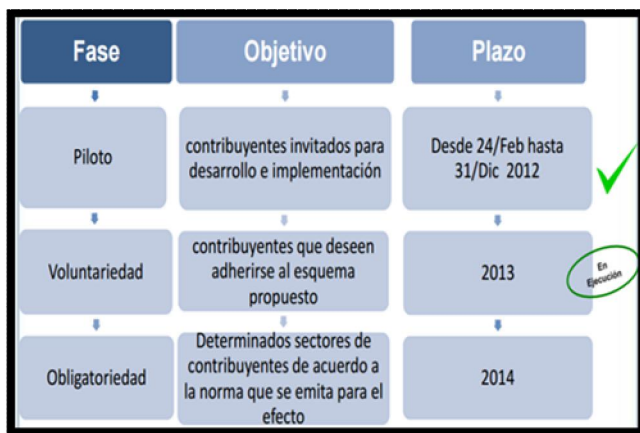 Fase
Objetivo
Plazo
Piloto
contribuyentes invitados para
desarrollo e implementación
Desde 24/Feb hasta
31/Dic 2012
Voluntariedad
contribuyentes que deseen
adherirse al esquema
propuesto
2013
En
Ejecución
Obligatoriedad
Determinados sectores de
contribuyentes de acuerdo a
la norma que se emita para el
efecto
2014